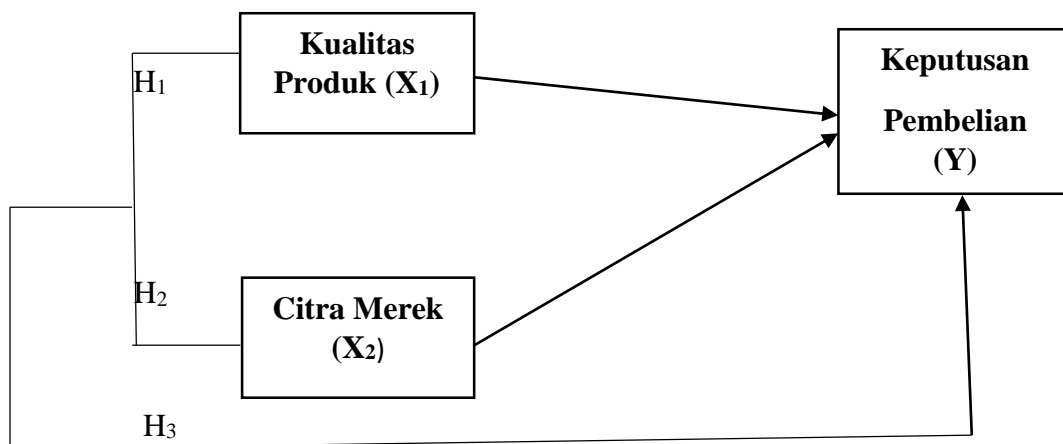 H₁
Kualitas
Produk (X₁)
Keputusan
Pembelian
(Y)
H₂
Citra Merek
(X₂)
H₃